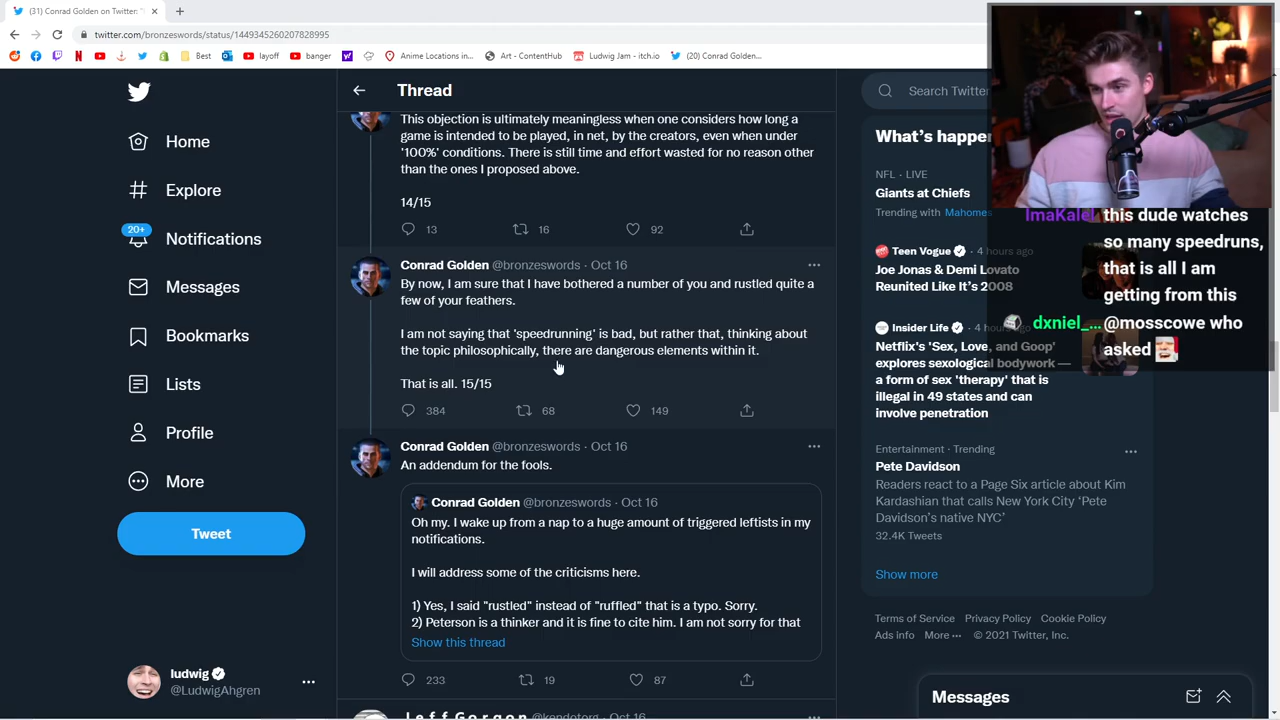 (31) Conrad Golden on Twitter: "
twitter.com/bronzeswords/status/1449345260207828995
Best
layoff
banger
Anime Locations in...
Art - ContentHub
Ludwig Jam - itch.io
(20) Conrad Golden...
Home
Explore
20+
Notifications
Messages
Bookmarks
Lists
Profile
More
Tweet
ludwig
@LudwigAhgren
Thread
This objection is ultimately meaningless when one considers how long a
game is intended to be played, in net, by the creators, even when under
'100%' conditions. There is still time and effort wasted for no reason other
than the ones I proposed above.
14/15
13 16 92
Conrad Golden @bronzeswords · Oct 16
By now, I am sure that I have bothered a number of you and rustled quite a
few of your feathers.
I am not saying that 'speedrunning' is bad, but rather that, thinking about
the topic philosophically, there are dangerous elements within it.
That is all. 15/15
384 68 149
Conrad Golden @bronzeswords · Oct 16
An addendum for the fools.
Conrad Golden @bronzeswords · Oct 16
Oh my. I wake up from a nap to a huge amount of triggered leftists in my
notifications.
I will address some of the criticisms here.
1) Yes, I said "rustled" instead of "ruffled" that is a typo. Sorry.
2) Peterson is a thinker and it is fine to cite him. I am not sorry for that
Show this thread
233 19 87
J e f f G o r g o n @kendotorg · Oct 16
Search Twitter
What's happen
NFL · LIVE
Giants at Chiefs
Trending with Mahomes
Teen Vogue · 4 hours ago
Joe Jonas & Demi Lovato
Reunited Like It's 2008
Insider Life · 4 hours ago
Netflix's 'Sex, Love, and Goop'
explores sexological bodywork —
a form of sex 'therapy' that is
illegal in 49 states and can
involve penetration
Entertainment · Trending
Pete Davidson
Readers react to a Page Six article about Kim
Kardashian that calls New York City 'Pete
Davidson's native NYC'
32.4K Tweets
Show more
Terms of Service Privacy Policy Cookie Policy
Ads info More ··· © 2021 Twitter, Inc.
Messages
ImaKalel this dude watches
so many speedruns,
that is all I am
getting from this
dxniel_... @mosscowe who
asked